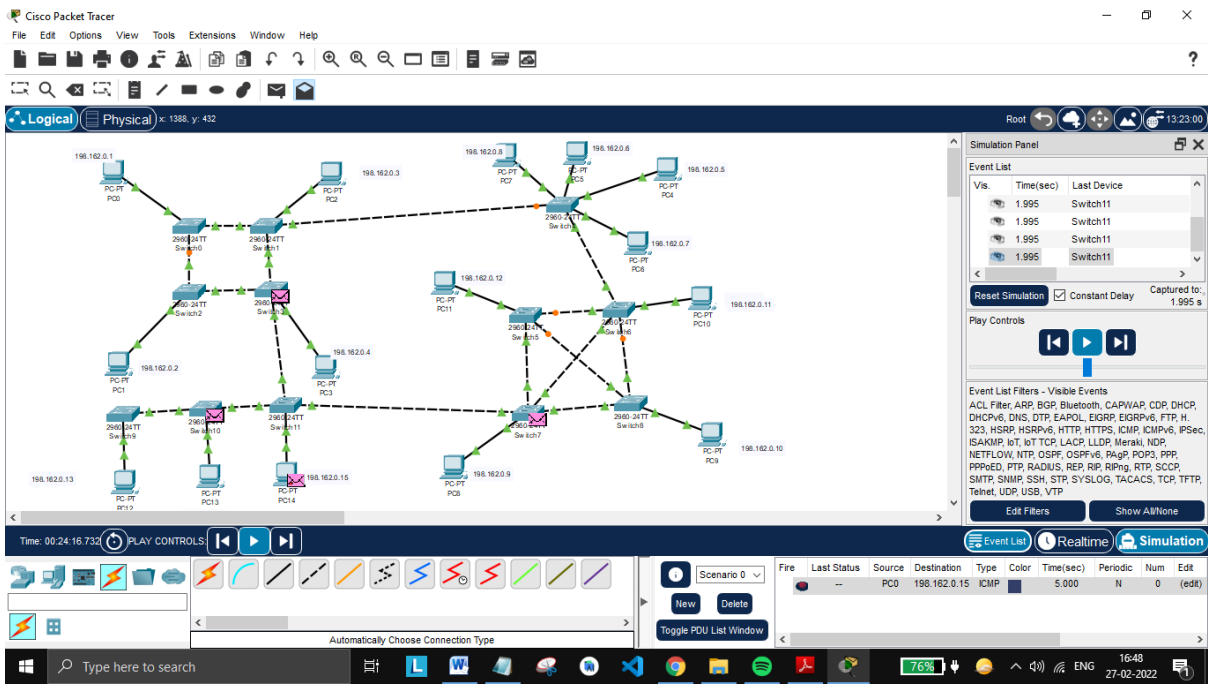 Cisco Packet Tracer
File Edit Options View Tools Extensions Window Help
?
Logical Physical x: 1388, y: 432
Root 13:23:00
198.162.0.1
PC-PT
PC0
198.162.0.3
PC-PT
PC2
198.162.0.8
PC-PT
PC7
198.162.0.6
PC-PT
PC5
198.162.0.5
PC-PT
PC4
2960-24TT
Switch0
2960-24TT
Switch1
2960-24TT
198.162.0.7
PC-PT
PC6
2960-24TT
Switch2
198.162.0.12
PC-PT
PC11
198.162.0.11
PC-PT
PC10
2960-24TT
Switch5
2960-24TT
Switch6
198.162.0.2
PC-PT
PC1
198.162.0.4
PC-PT
PC3
2960-24TT
Switch9
Switch10
2960-24TT
Switch11
2960-24TT
Switch7
2960-24TT
Switch8
198.162.0.10
PC-PT
PC9
198.162.0.13
PC-PT
PC12
PC-PT
PC13
198.162.0.15
PC-PT
PC14
198.162.0.9
PC-PT
PC8
Simulation Panel
Event List
Vis. Time(sec) Last Device
1.995 Switch11
1.995 Switch11
1.995 Switch11
1.995 Switch11
Reset Simulation Constant Delay Captured to:
1.995 s
Play Controls
Event List Filters - Visible Events
ACL Filter, ARP, BGP, Bluetooth, CAPWAP, CDP, DHCP,
DHCPv6, DNS, DTP, EAPOL, EIGRP, EIGRPv6, FTP, H.
323, HSRP, HSRPv6, HTTP, HTTPS, ICMP, ICMPv6, IPSec,
ISAKMP, IoT, IoT TCP, LACP, LLDP, Meraki, NDP,
NETFLOW, NTP, OSPF, OSPFv6, PAgP, POP3, PPP,
PPPoED, PTP, RADIUS, REP, RIP, RIPng, RTP, SCCP,
SMTP, SNMP, SSH, STP, SYSLOG, TACACS, TCP, TFTP,
Telnet, UDP, USB, VTP
Edit Filters Show All/None
Time: 00:24:16.732 PLAY CONTROLS:
Event List Realtime Simulation
Scenario 0
New Delete
Toggle PDU List Window
Fire Last Status Source Destination Type Color Time(sec) Periodic Num Edit
-- PC0 198.162.0.15 ICMP 5.000 N 0 (edit)
Automatically Choose Connection Type
Type here to search
76%
ENG
16:48
27-02-2022
1